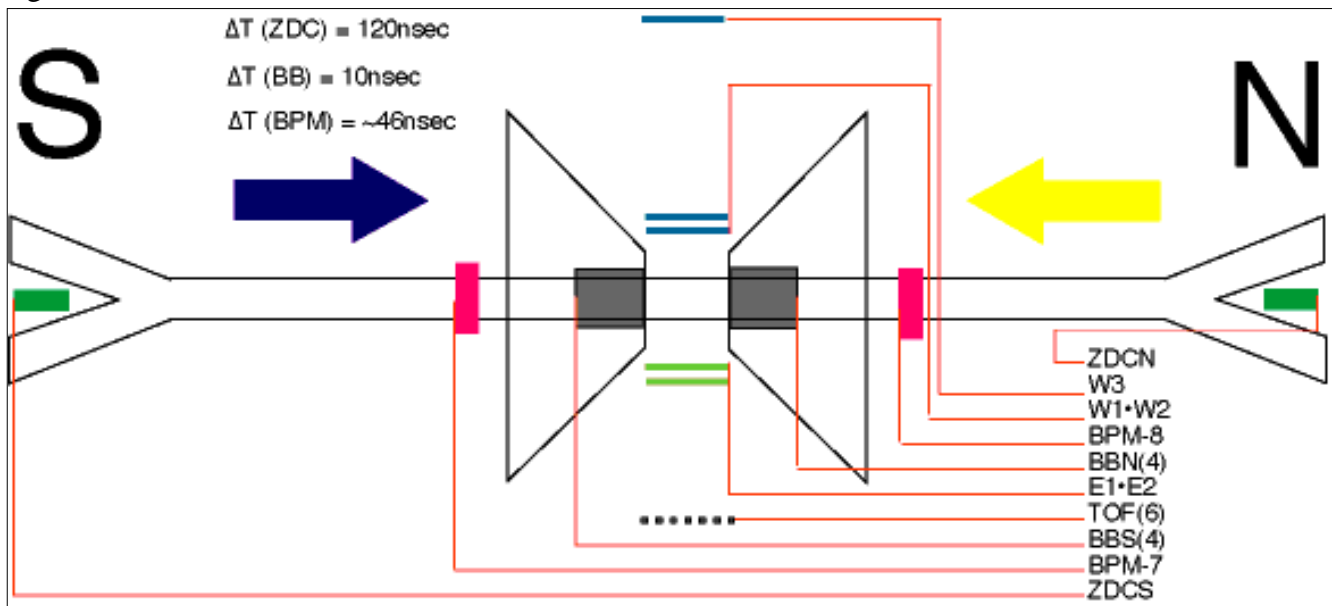 ΔT (ZDC) = 120nsec
ΔT (BB) = 10nsec
ΔT (BPM) = ~46nsec
S
N
ZDCN
W3
W1•W2
BPM-8
BBN(4)
E1•E2
TOF(6)
BBS(4)
BPM-7
ZDCS